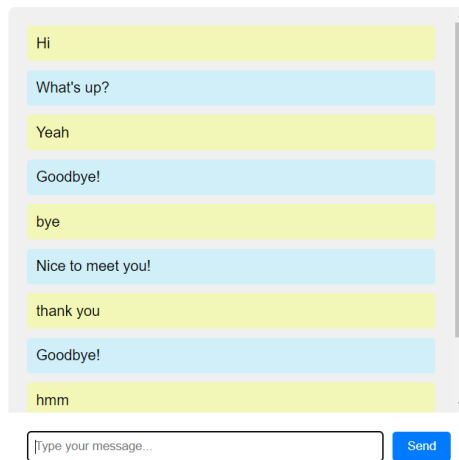 Hi
What's up?
Yeah
Goodbye!
bye
Nice to meet you!
thank you
Goodbye!
hmm
Type your message...
Send